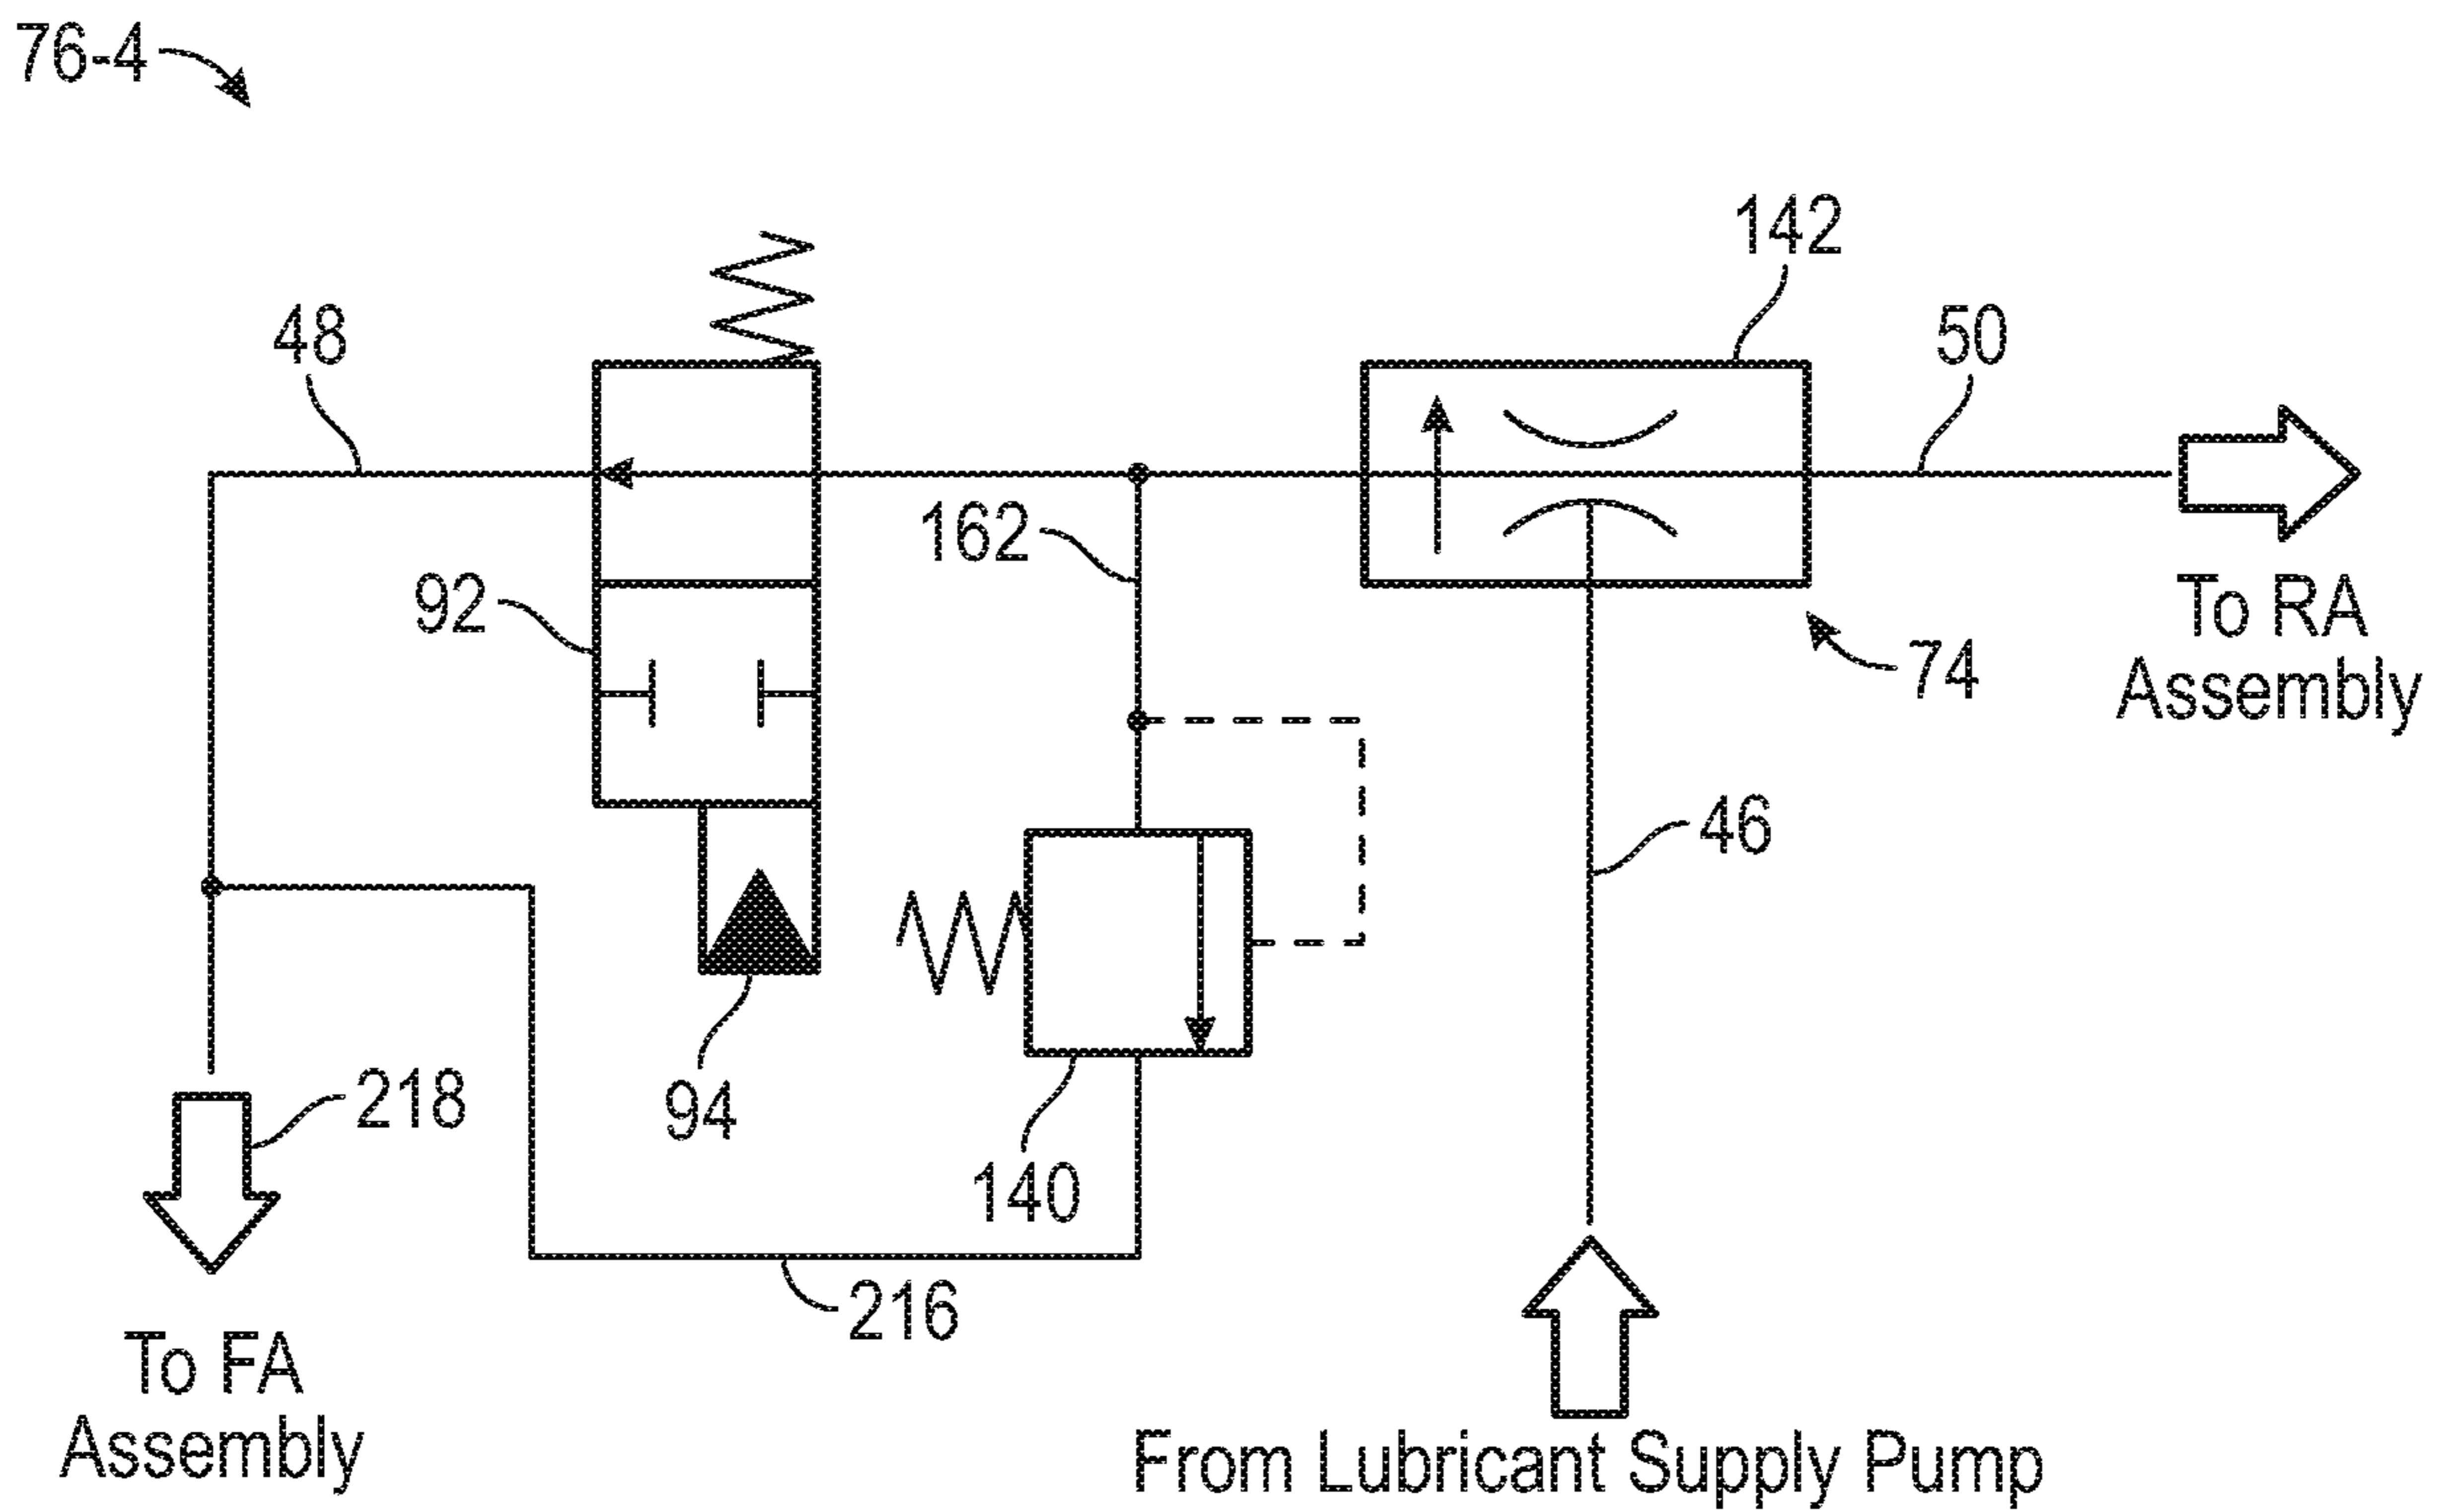 76-4
142
48
50
162
92
To RA
Assembly
74
46
218
94
140
216
To FA
Assembly
From Lubricant Supply Pump